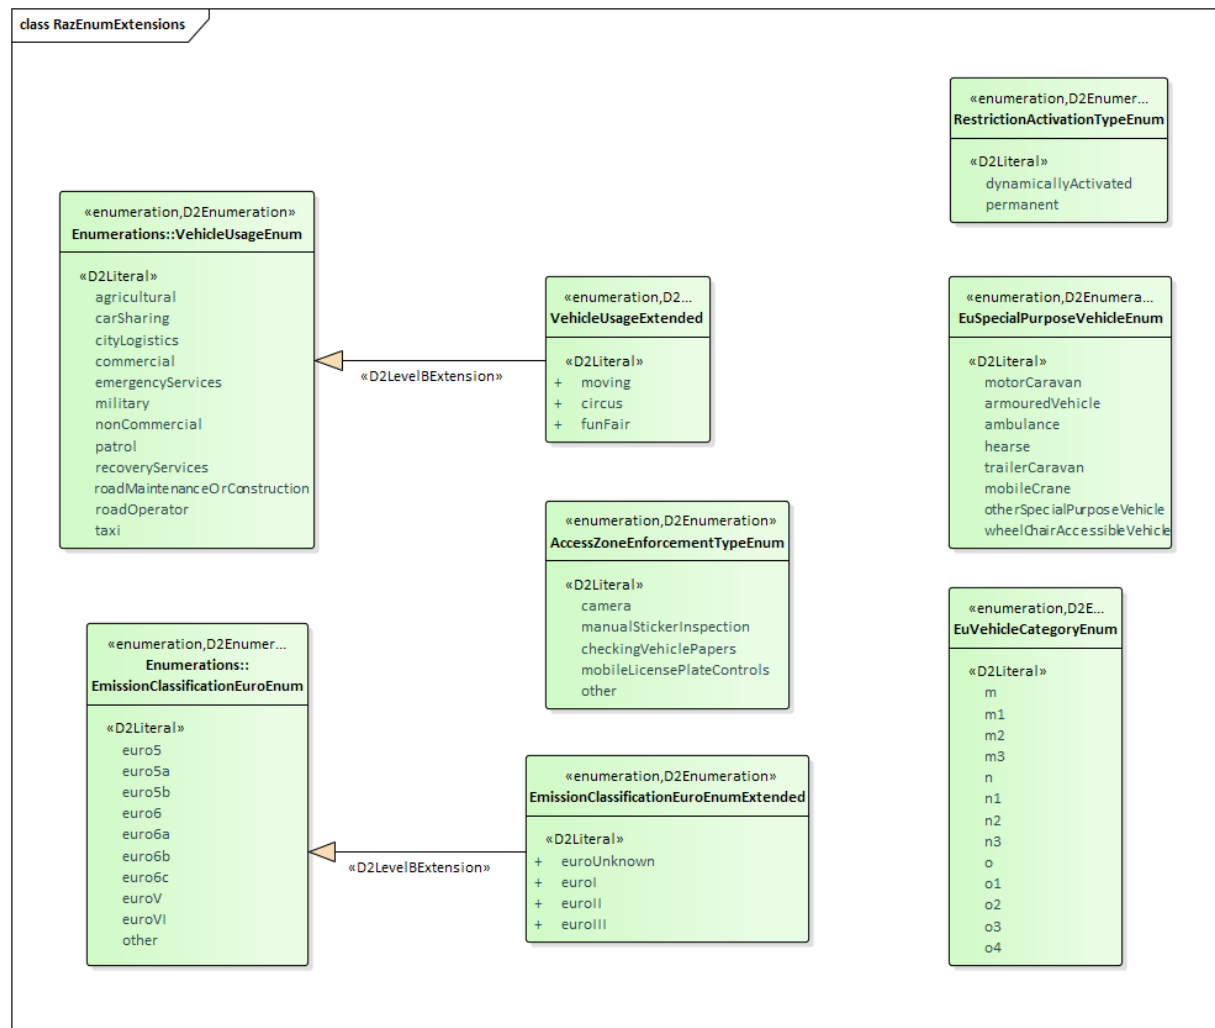 class RazEnumExtensions
«enumeration,D2Enumer...
RestrictionActivationTypeEnum
«D2Literal»
dynamicallyActivated
permanent
«enumeration,D2Enumeration»
Enumerations::VehicleUsageEnum
«D2Literal»
agricultural
carSharing
cityLogistics
commercial
emergencyServices
military
nonCommercial
patrol
recoveryServices
roadMaintenanceOrConstruction
roadOperator
taxi
«D2LevelBExtension»
«enumeration,D2...
VehicleUsageExtended
«D2Literal»
+ moving
+ circus
+ funFair
«enumeration,D2Enumera...
EuSpecialPurposeVehicleEnum
«D2Literal»
motorCaravan
armouredVehicle
ambulance
hearse
trailerCaravan
mobileCrane
otherSpecialPurposeVehicle
wheelChairAccessibleVehicle
«enumeration,D2Enumeration»
AccessZoneEnforcementTypeEnum
«D2Literal»
camera
manualStickerInspection
checkingVehiclePapers
mobileLicensePlateControls
other
«enumeration,D2Enumer...
Enumerations::
EmissionClassificationEuroEnum
«D2Literal»
euro5
euro5a
euro5b
euro6
euro6a
euro6b
euro6c
euroV
euroVI
other
«D2LevelBExtension»
«enumeration,D2Enumeration»
EmissionClassificationEuroEnumExtended
«D2Literal»
+ euroUnknown
+ euroI
+ euroII
+ euroIII
«enumeration,D2E...
EuVehicleCategoryEnum
«D2Literal»
m
m1
m2
m3
n
n1
n2
n3
o
o1
o2
o3
o4